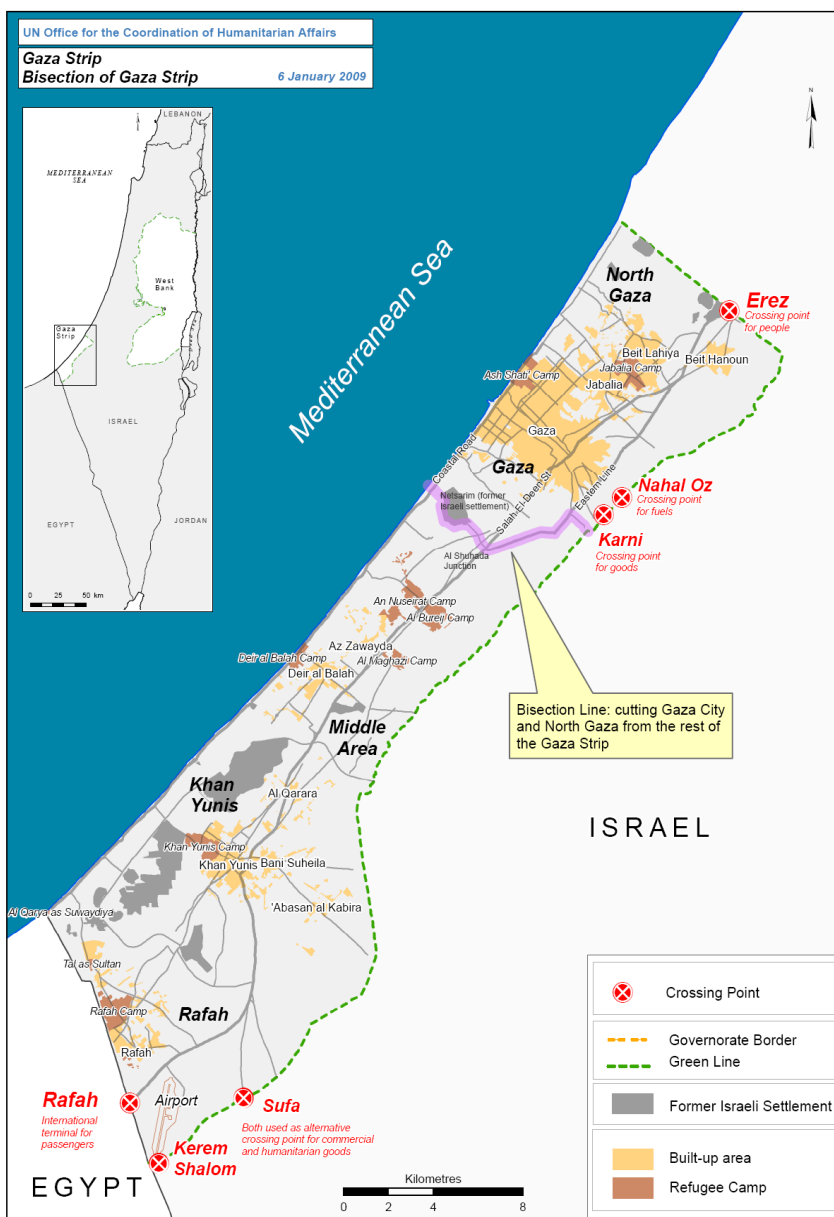 UN Office for the Coordination of Humanitarian Affairs
Gaza Strip
Bisection of Gaza Strip
6 January 2009
N
LEBANON
MEDITERRANEAN
SEA
West
Bank
Gaza
Strip
ISRAEL
EGYPT
JORDAN
0 25 50 km
Mediterranean Sea
North
Gaza
Erez
Crossing point
for people
Beit Lahiya
Beit Hanoun
Jabalia Camp
Ash Shati' Camp
Jabalia
Gaza
Coastal Road
Gaza
Salah El-Deen St
Eastern Line
Nahal Oz
Crossing point
for fuels
Netsarim (former
Israeli settlement)
Karni
Crossing point
for goods
Al Shuhada
Junction
An Nuseirat Camp
Al Bureij Camp
Az Zawayda
Deir al Balah Camp
Al Maghazi Camp
Deir al Balah
Bisection Line: cutting Gaza City
and North Gaza from the rest of
the Gaza Strip
Middle
Area
Khan
Yunis
Al Qarara
ISRAEL
Khan Yunis Camp
Khan Yunis
Bani Suheila
'Abasan al Kabira
Al Qarya as Suwaydiya
Tal as Sultan
Rafah Camp
Rafah
Rafah
Rafah
International
terminal for
passengers
Airport
Sufa
Both used as alternative
crossing point for commercial
and humanitarian goods
Kerem
Shalom
EGYPT
Kilometres
0 2 4 8
Crossing Point
Governorate Border
Green Line
Former Israeli Settlement
Built-up area
Refugee Camp